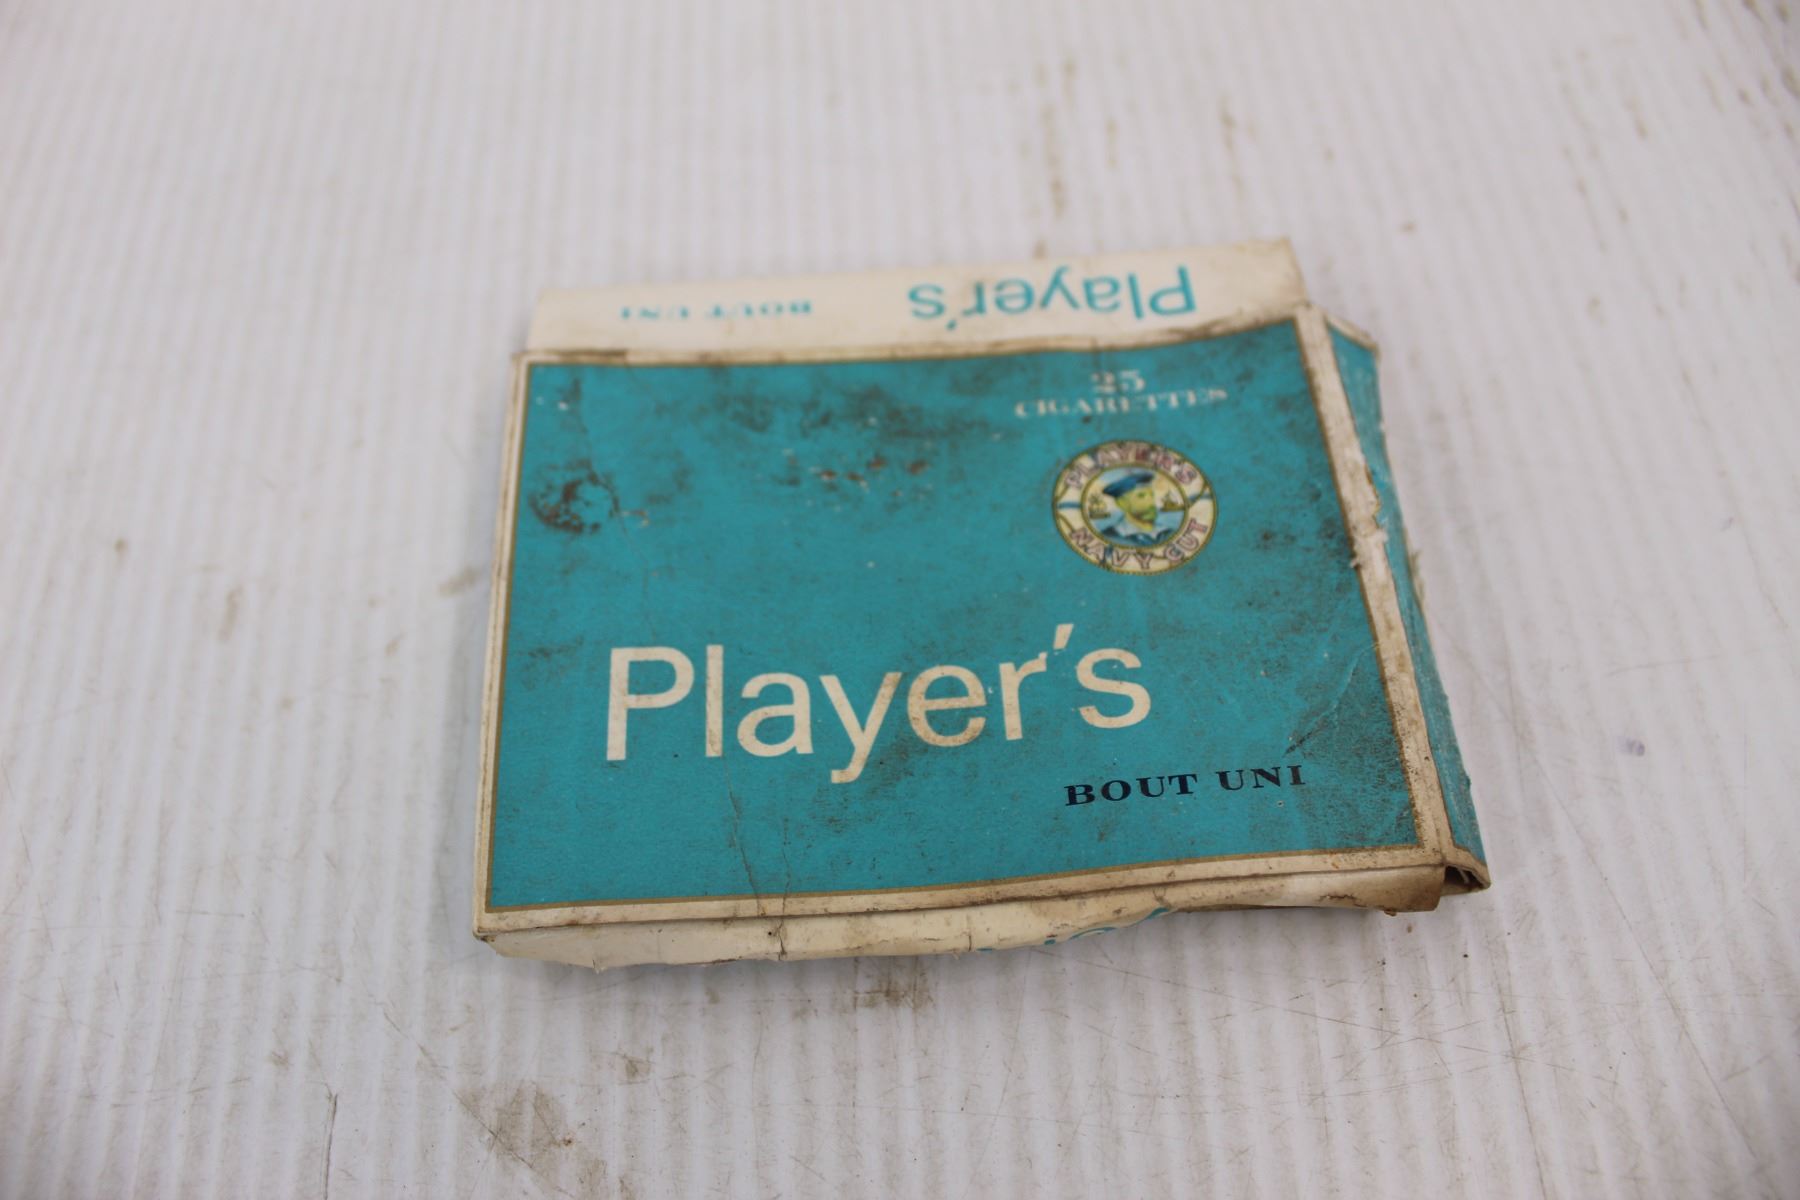 Player's BOUT UNI
25
CIGARETTES
PLAYER'S
NAVY CUT
Player's
BOUT UNI